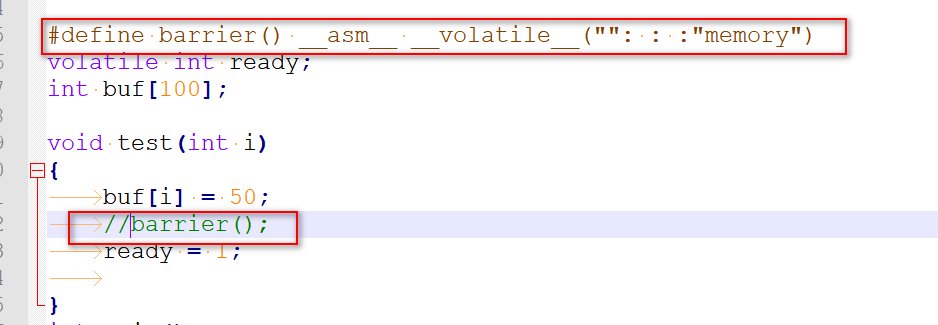 #define barrier() __asm__ __volatile__("": : :"memory")
volatile int ready;
int buf[100];
void test(int i)
{
buf[i] = 50;
//barrier();
ready = 1;
}